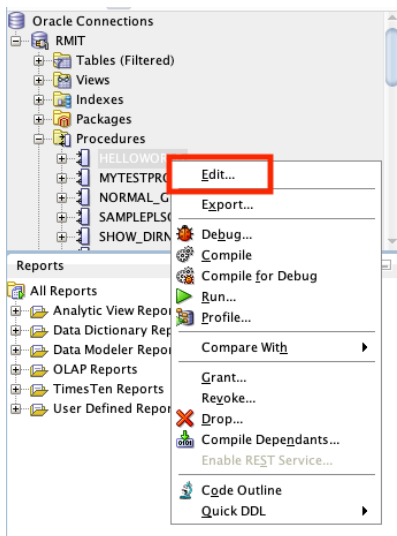 Oracle Connections
RMIT
Tables (Filtered)
Views
Indexes
Packages
Procedures
HELLOWOR
MYTESTPRO
NORMAL_G
SAMPLEPLS
SHOW_DIRN
Edit...
Export...
Debug...
Compile
Compile for Debug
Run...
Profile...
Compare With
Grant...
Revoke...
Drop...
Compile Dependants...
Enable REST Service...
Code Outline
Quick DDL
Reports
All Reports
Analytic View Repor
Data Dictionary Rep
Data Modeler Repor
OLAP Reports
TimesTen Reports
User Defined Repor